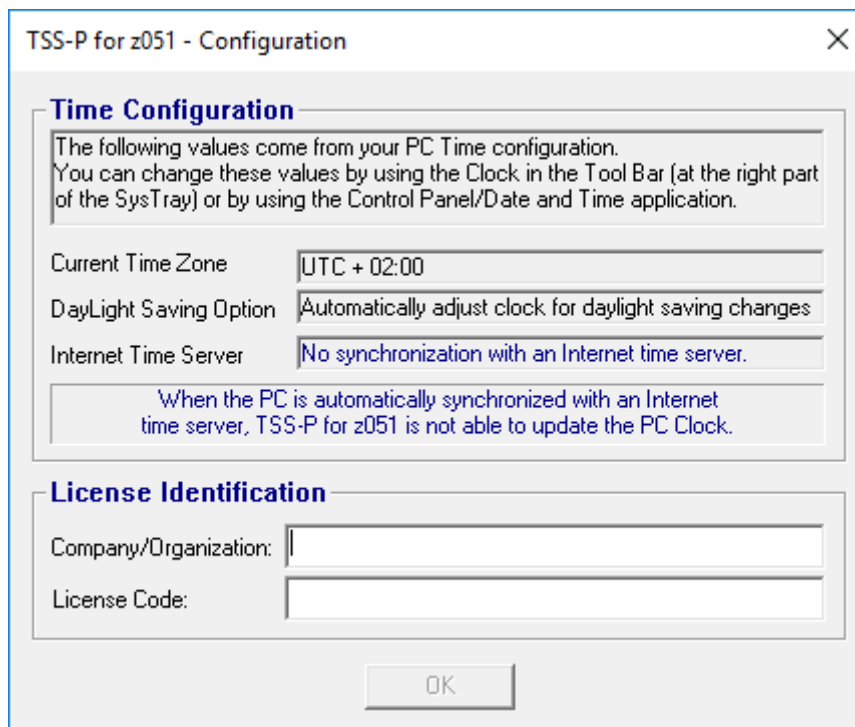 TSS-P for z051 - Configuration
Time Configuration
The following values come from your PC Time configuration.
You can change these values by using the Clock in the Tool Bar (at the right part
of the SysTray) or by using the Control Panel/Date and Time application.
Current Time Zone UTC + 02:00
DayLight Saving Option Automatically adjust clock for daylight saving changes
Internet Time Server No synchronization with an Internet time server.
When the PC is automatically synchronized with an Internet
time server, TSS-P for z051 is not able to update the PC Clock.
License Identification
Company/Organization:
License Code:
OK